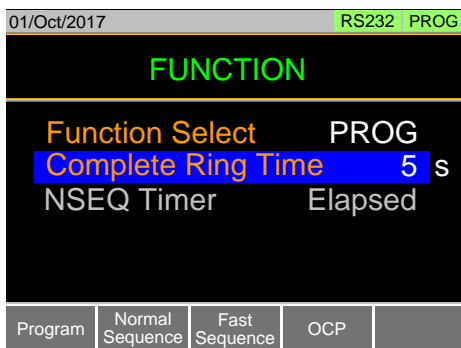 01/Oct/2017 RS232 PROG
FUNCTION
Function Select PROG
Complete Ring Time 5 s
NSEQ Timer Elapsed
Program Normal Sequence Fast Sequence OCP